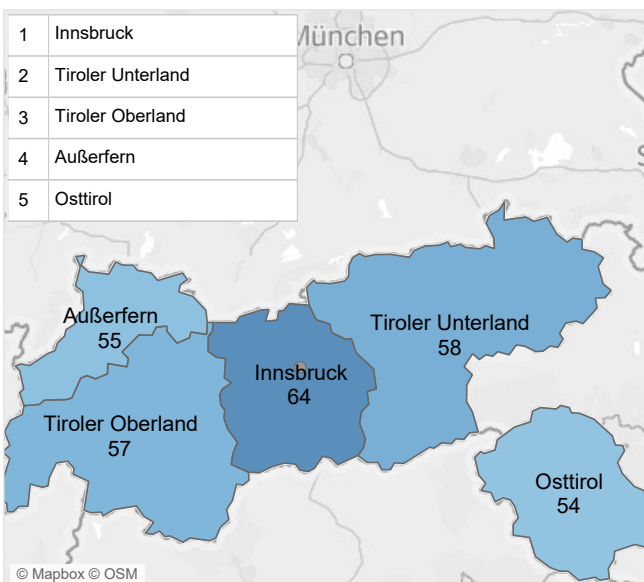 1 Innsbruck
2 Tiroler Unterland
3 Tiroler Oberland
4 Außerfern
5 Osttirol
München
Außerfern
55
Tiroler Unterland
58
Innsbruck
64
Tiroler Oberland
57
Osttirol
54
© Mapbox © OSM